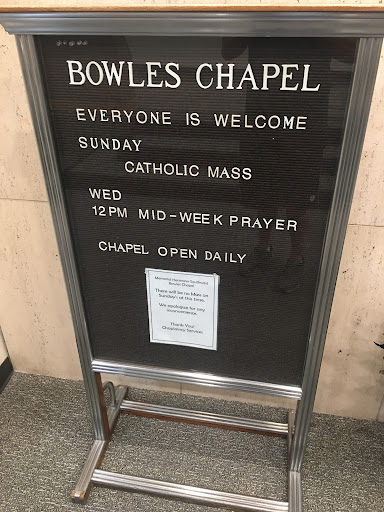 BOWLES CHAPEL
EVERYONE IS WELCOME
SUNDAY
CATHOLIC MASS
WED
12PM MID-WEEK PRAYER
CHAPEL OPEN DAILY
Memorial Hermann Southwest
Bowles Chapel
There will be no Mass on
Sunday's at this time.
We apologize for any
inconvenience.
Thank You!
Chaplaincy Services